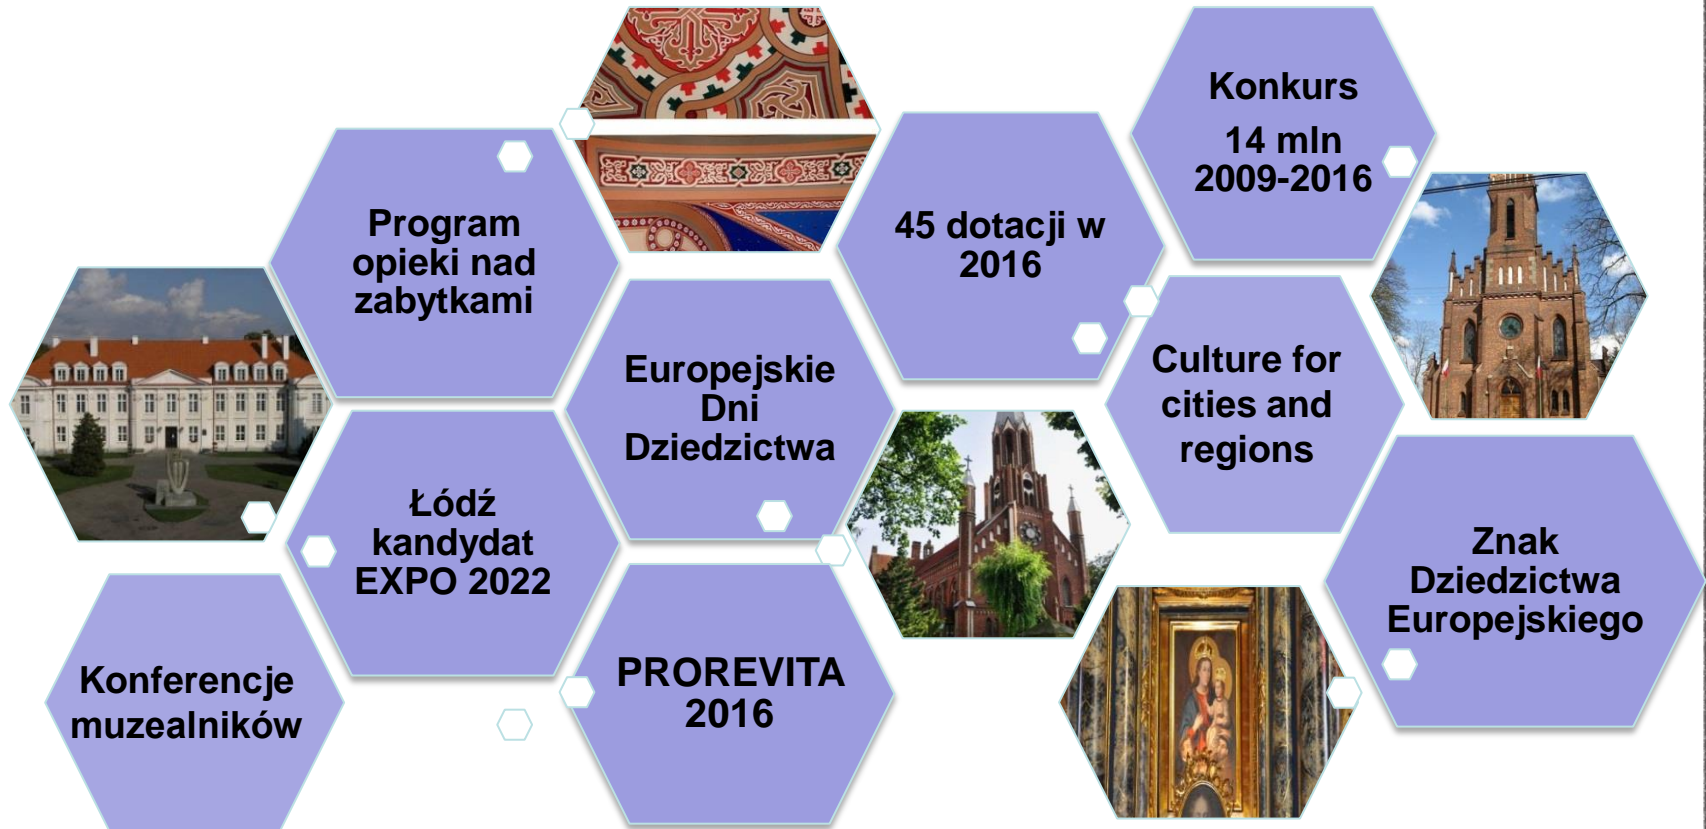 Konkurs
14 mln
2009-2016
Program
opieki nad
zabytkami
45 dotacji w
2016
Europejskie
Dni
Dziedzictwa
Culture for
cities and
regions
Łódź
kandydat
EXPO 2022
Znak
Dziedzictwa
Europejskiego
Konferencje
muzealników
PROREVITA
2016